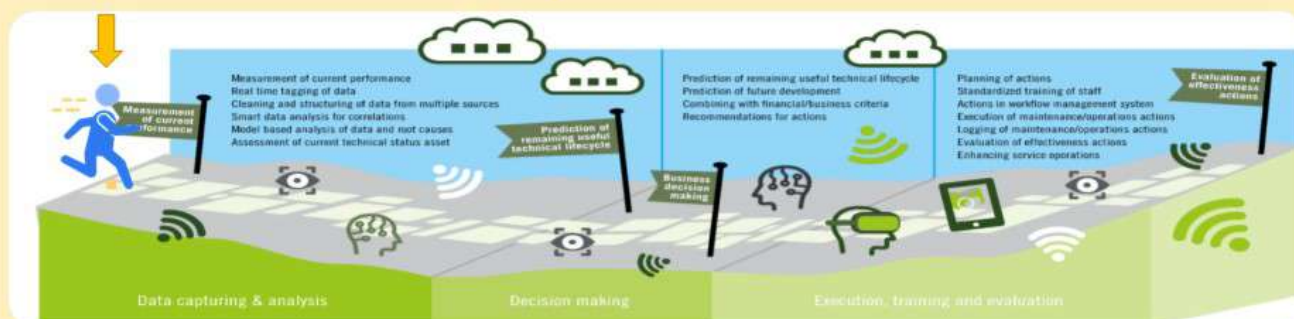 Measurement of current performance
Real time tagging of data
Cleaning and structuring of data from multiple sources
Smart data analysis for correlations
Model based analysis of data and root causes
Assessment of current technical status asset
Prediction of remaining useful technical lifecycle
Prediction of future development
Combining with financial/business criteria
Recommendations for actions
Planning of actions
Standardized training of staff
Actions in workflow management system
Execution of maintenance/operations actions
Logging of maintenance/operations actions
Evaluation of effectiveness actions
Enhancing service operations
Measurement
of current
performance
Prediction of
remaining useful
technical lifecycle
Business
decision
making
Evaluation of
effectiveness
actions
Data capturing & analysis
Decision making
Execution, training and evaluation